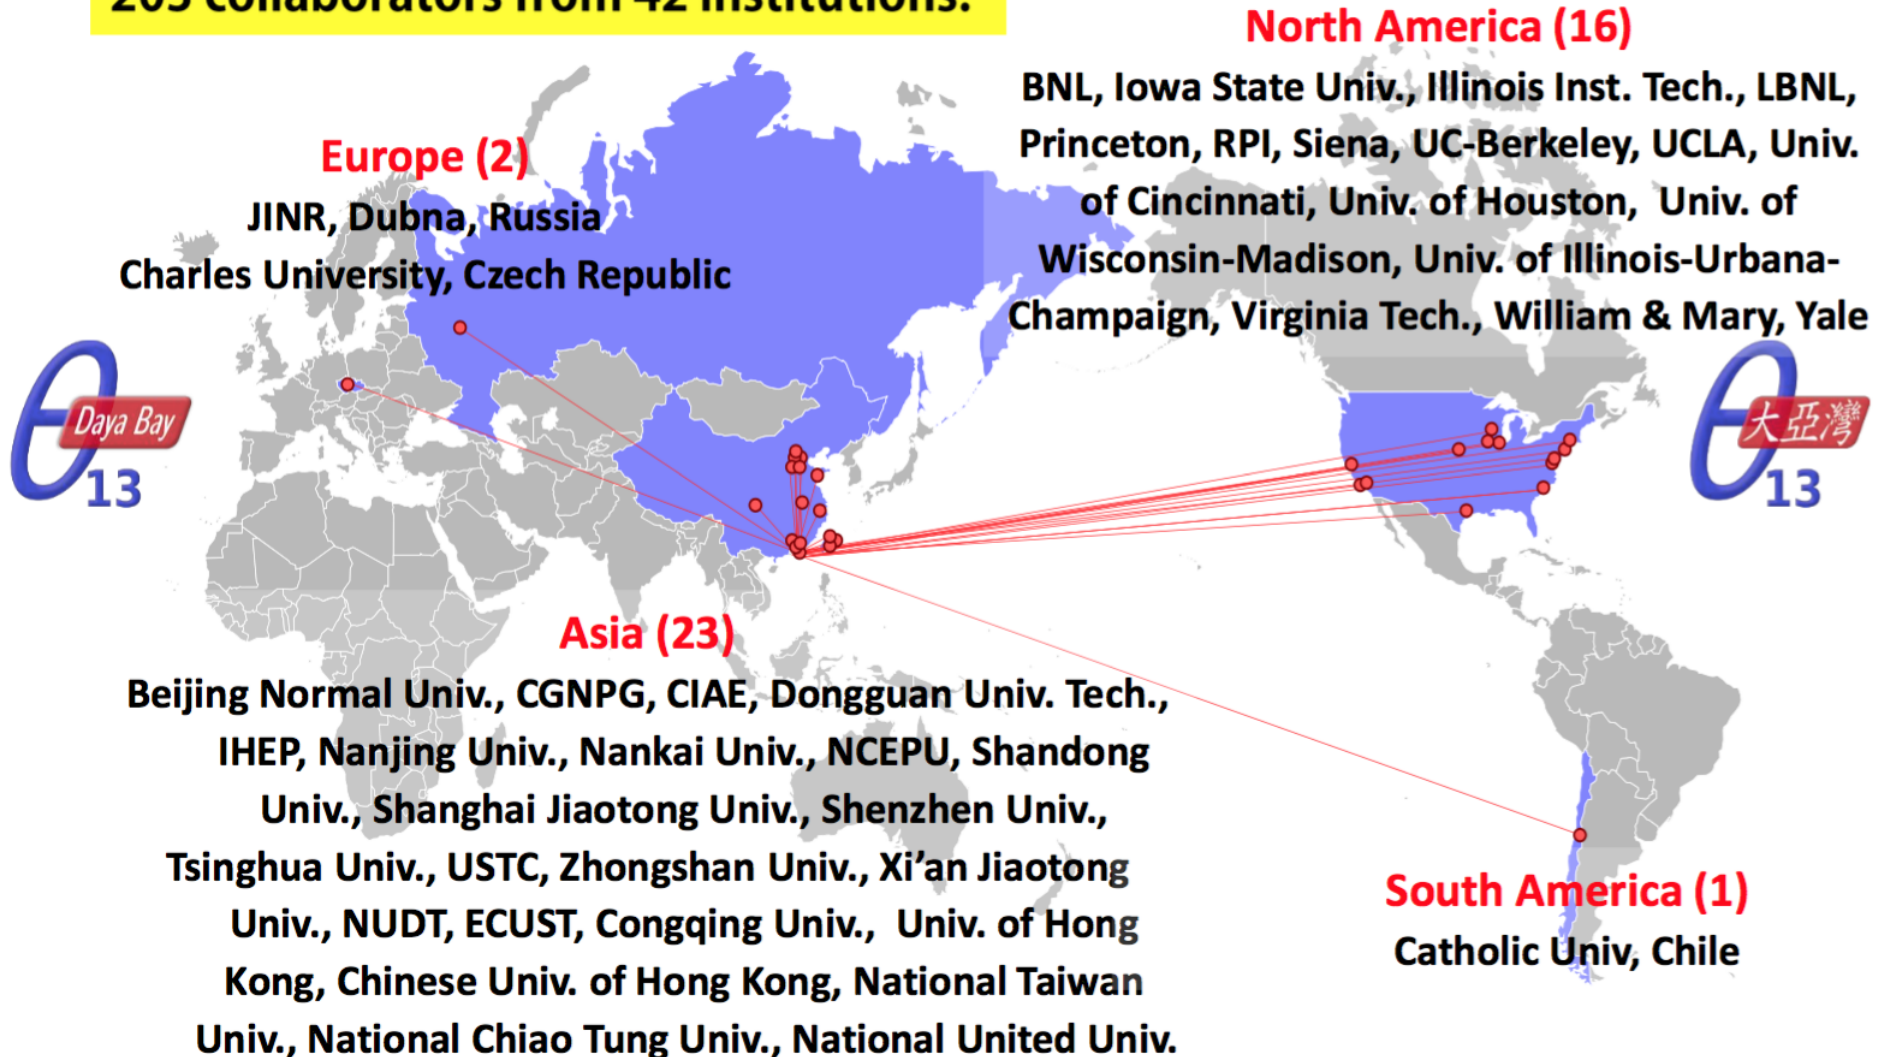 203 collaborators from 42 institutions:
North America (16)
BNL, Iowa State Univ., Illinois Inst. Tech., LBNL,
Princeton, RPI, Siena, UC-Berkeley, UCLA, Univ.
of Cincinnati, Univ. of Houston, Univ. of
Wisconsin-Madison, Univ. of Illinois-Urbana-
Champaign, Virginia Tech., William & Mary, Yale
Europe (2)
JINR, Dubna, Russia
Charles University, Czech Republic
θ
Daya Bay
13
θ
大亞灣
13
Asia (23)
Beijing Normal Univ., CGNPG, CIAE, Dongguan Univ. Tech.,
IHEP, Nanjing Univ., Nankai Univ., NCEPU, Shandong
Univ., Shanghai Jiaotong Univ., Shenzhen Univ.,
Tsinghua Univ., USTC, Zhongshan Univ., Xi’an Jiaotong
Univ., NUDT, ECUST, Congqing Univ., Univ. of Hong
Kong, Chinese Univ. of Hong Kong, National Taiwan
Univ., National Chiao Tung Univ., National United Univ.
South America (1)
Catholic Univ, Chile